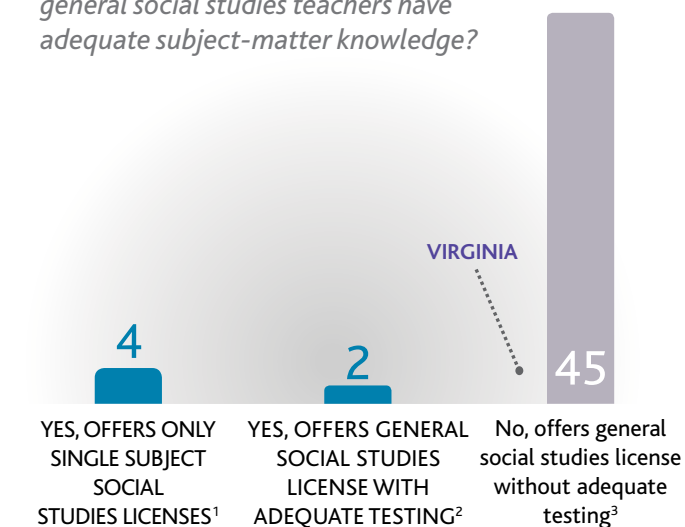 general social studies teachers have
adequate subject-matter knowledge?
VIRGINIA
4
2
45
YES, OFFERS ONLY
SINGLE SUBJECT
SOCIAL
STUDIES LICENSES¹
YES, OFFERS GENERAL
SOCIAL STUDIES
LICENSE WITH
ADEQUATE TESTING²
No, offers general
social studies license
without adequate
testing³